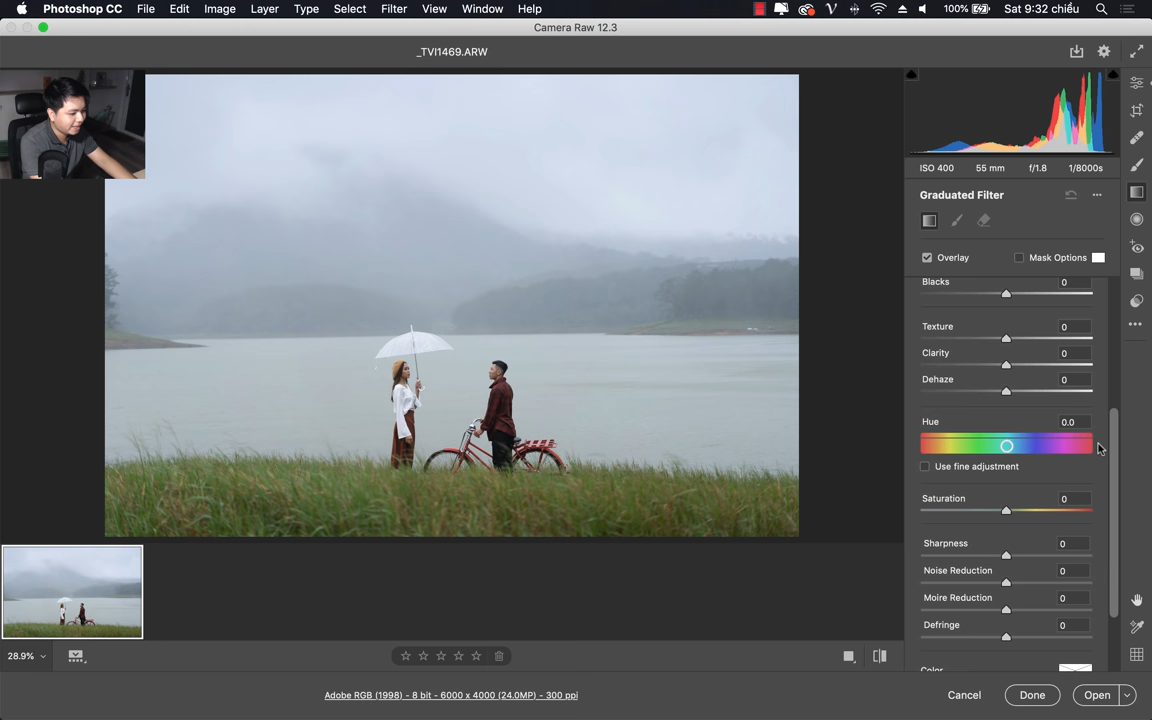 Photoshop CC File Edit Image Layer Type Select Filter View Window Help 100% Sat 9:32 chiều
Camera Raw 12.3
_TVI1469.ARW
ISO 400 55 mm f/1.8 1/8000s
Graduated Filter
Overlay Mask Options
Blacks 0
Texture 0
Clarity 0
Dehaze 0
Hue 0.0
Use fine adjustment
Saturation 0
Sharpness 0
Noise Reduction 0
Moire Reduction 0
Defringe 0
Color
28.9%
Adobe RGB (1998) - 8 bit - 6000 x 4000 (24.0MP) - 300 ppi
Cancel Done Open